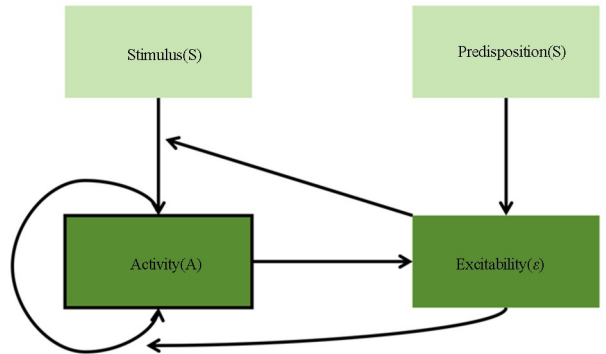 Stimulus(S)
Predisposition(S)
Activity(A)
Excitability(ε)